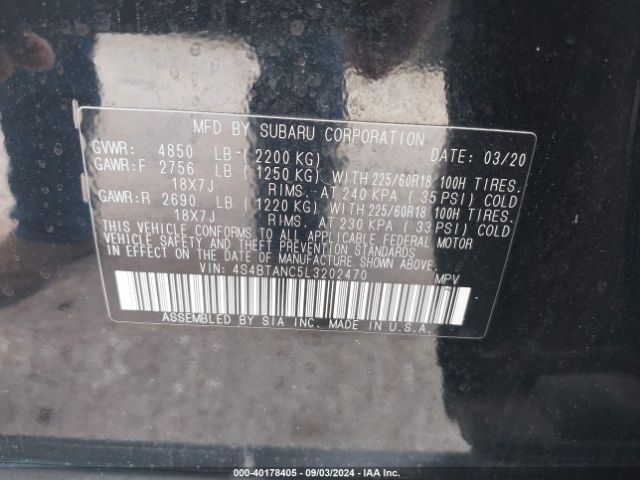 MFD BY SUBARU CORPORATION
GVWR: 4850 LB (2200 KG) DATE: 03/20
GAWR:F 2756 LB (1250 KG) WITH 225/60R18 100H TIRES.
18X7J RIMS. AT 240 KPA ( 35 PSI) COLD
GAWR:R 2690 LB (1220 KG) WITH 225/60R18 100H TIRES.
18X7J RIMS. AT 230 KPA ( 33 PSI) COLD
THIS VEHICLE CONFORMS TO ALL APPLICABLE FEDERAL MOTOR
VEHICLE SAFETY AND THEFT PREVENTION STANDARDS
IN EFFECT ON THE DATE OF MANUFACTURE SHOWN ABOVE.
VIN: 4S4BTANC5L3202470 MPV
ASSEMBLED BY SIA INC. MADE IN U.S.A.
000-40178405 - 09/03/2024 - IAA Inc.